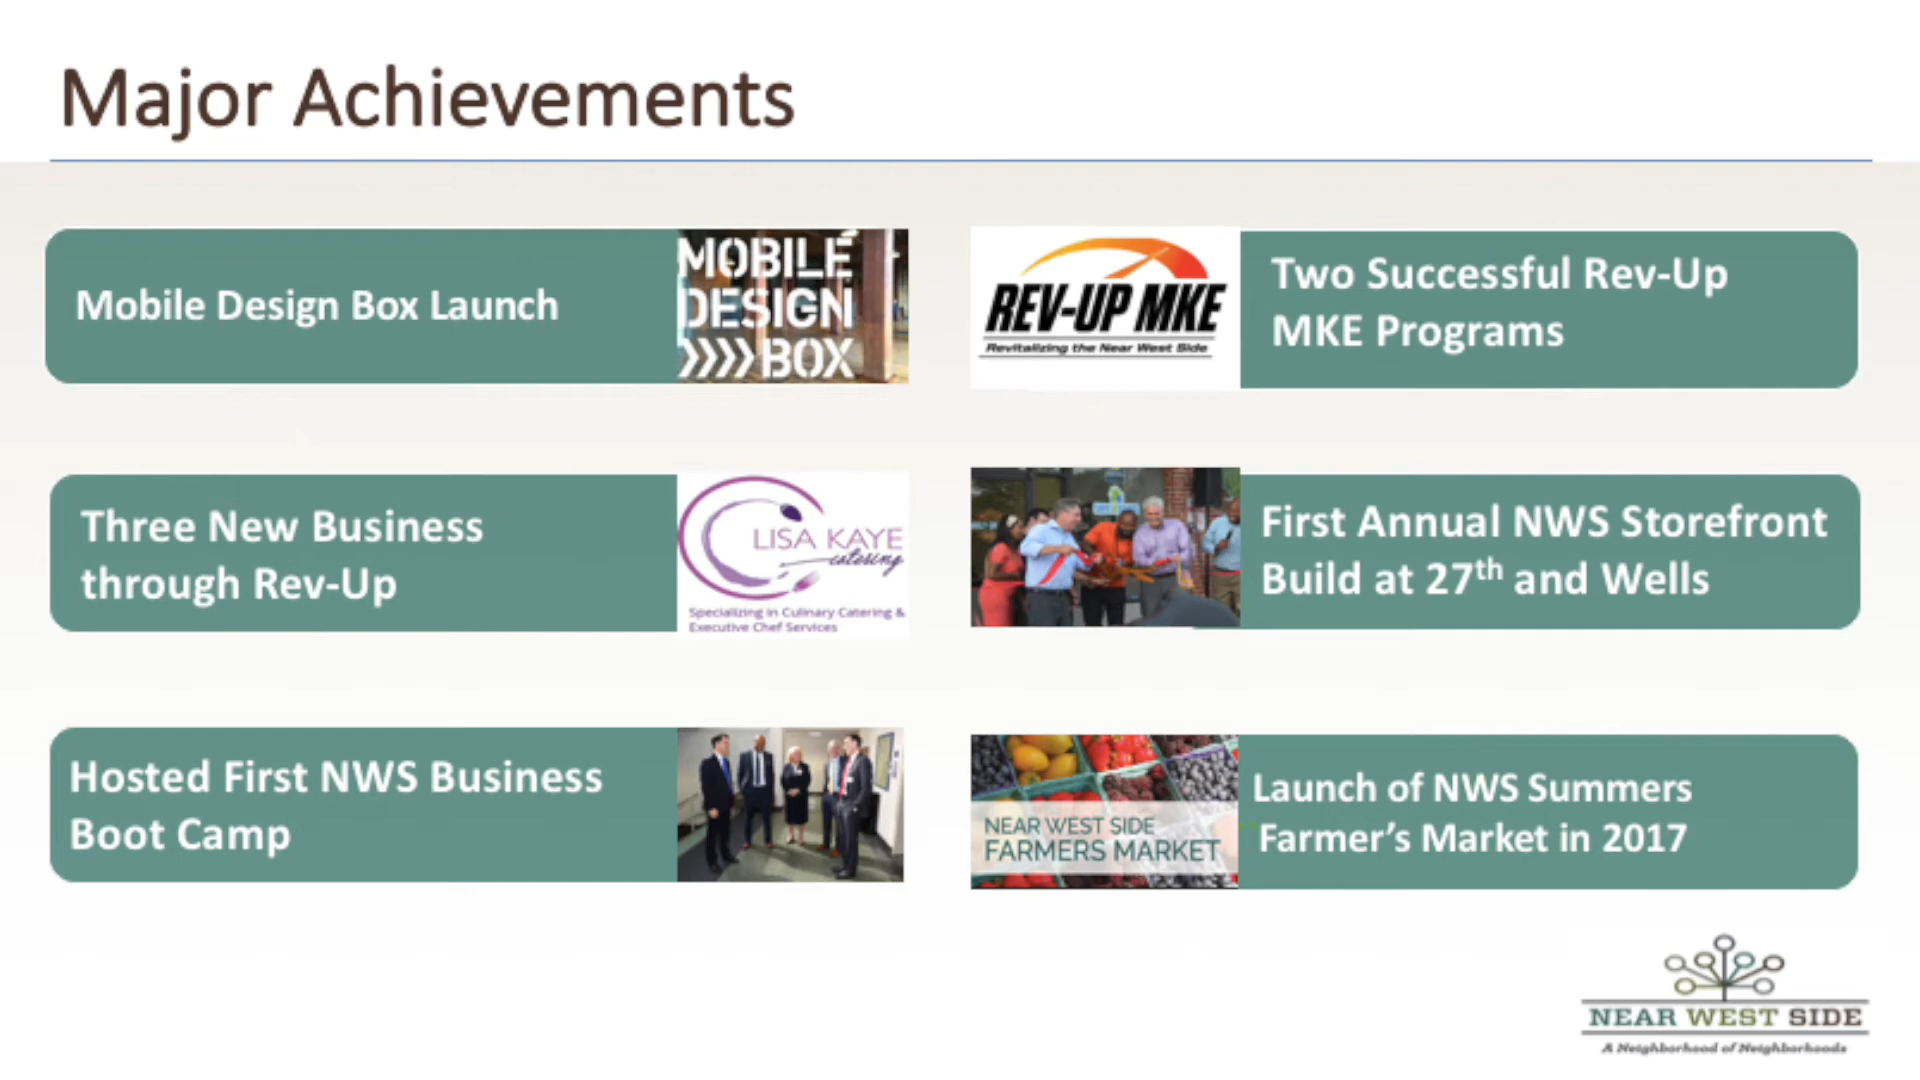 Major Achievements
Mobile Design Box Launch
MOBILE
DESIGN
》》BOX
REV-UP MKE
Revitalizing the Near West Side
Two Successful Rev-Up
MKE Programs
Three New Business
through Rev-Up
LISA KAYE
catering
Specializing in Culinary Catering &
Executive Chef Services
First Annual NWS Storefront
Build at 27th and Wells
Hosted First NWS Business
Boot Camp
NEAR WEST SIDE
FARMERS MARKET
Launch of NWS Summers
Farmer’s Market in 2017
NEAR WEST SIDE
A Neighborhood of Neighborhoods